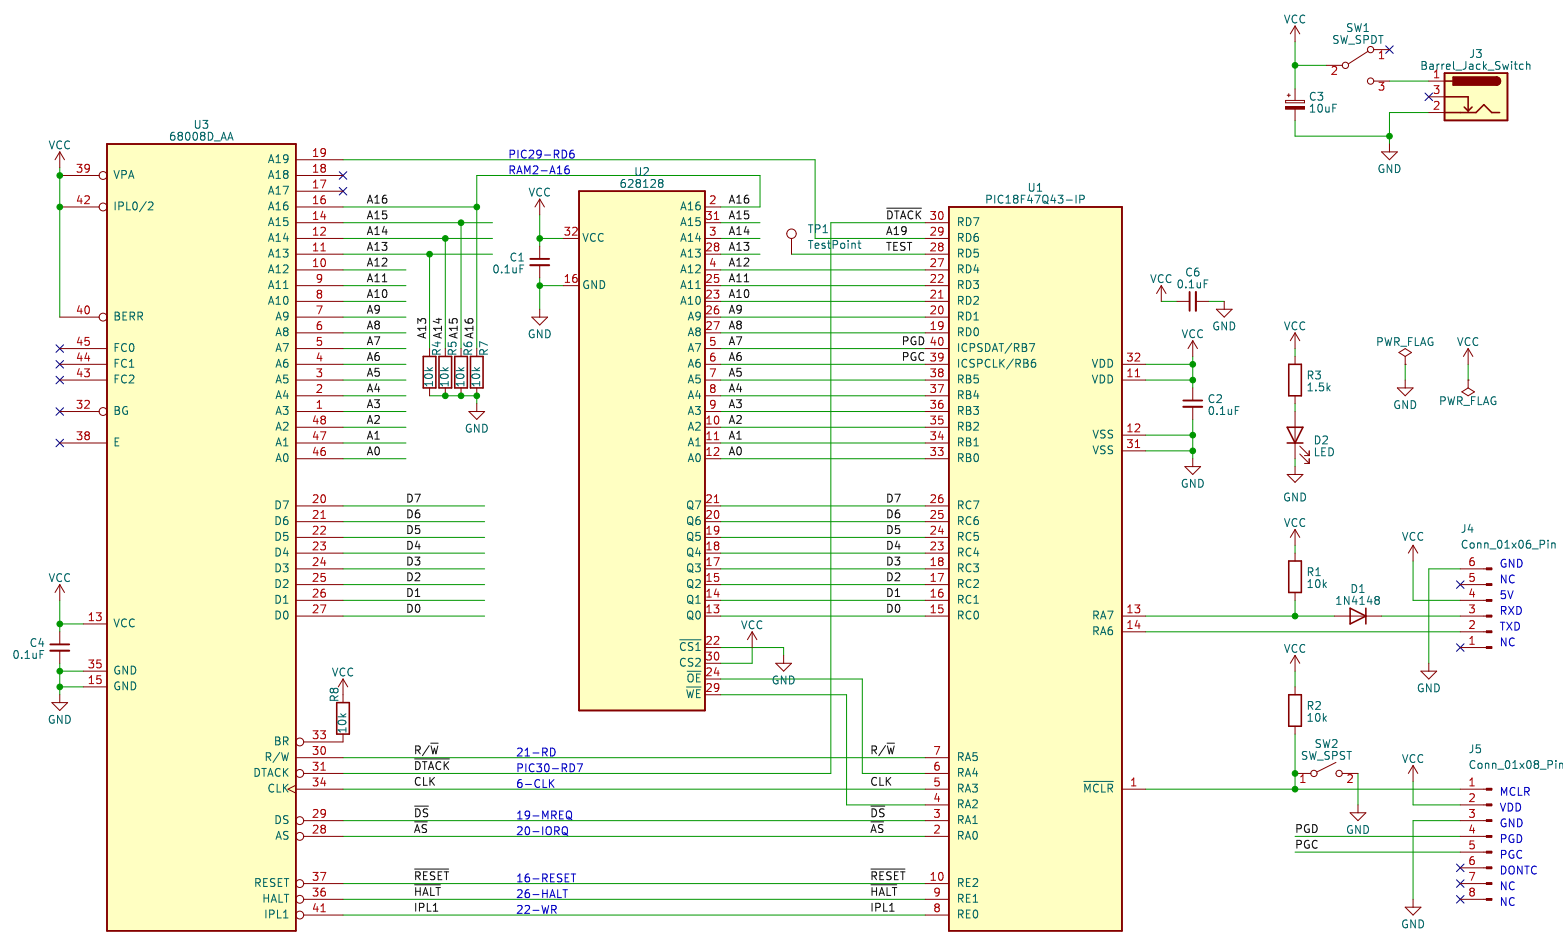 VCC
SW1
SW_SPDT
1
2
3
J3
Barrel_Jack_Switch
1
3
2
C3
10uF
GND
U3
68008D_AA
VCC
39 VPA
42 IPL0/2
40 BERR
45 FC0
44 FC1
43 FC2
32 BG
38 E
VCC
13 VCC
C4
0.1uF
35 GND
15 GND
GND
A19 19
A18 18
A17 17
A16 16 A16
A15 14 A15
A14 12 A14
A13 11 A13
A12 10 A12
A11 9 A11
A10 8 A10
A9 7 A9
A8 6 A8
A7 5 A7
A6 4 A6
A5 3 A5
A4 2 A4
A3 1 A3
A2 48 A2
A1 47 A1
A0 46 A0
D7 20 D7
D6 21 D6
D5 22 D5
D4 23 D4
D3 24 D3
D2 25 D2
D1 26 D1
D0 27 D0
VCC
R8
10k
BR 33
R/W 30 R/W 21-RD R/W
DTACK 31 DTACK PIC30-RD7
CLK 34 CLK 6-CLK CLK
DS 29 DS 19-MREQ DS
AS 28 AS 20-IORQ AS
RESET 37 RESET 16-RESET RESET
HALT 36 HALT 26-HALT HALT
IPL1 41 IPL1 22-WR IPL1
PIC29-RD6
RAM2-A16
A13 A14 A15 A16
R4 R5 R6 R7
10k 10k 10k 10k
GND
U2
628128
VCC
32 VCC
C1
0.1uF
16 GND
GND
A16 2 A16
A15 31 A15
A14 3 A14
A13 28 A13
A12 4 A12
A11 25 A11
A10 23 A10
A9 26 A9
A8 27 A8
A7 5 A7
A6 6 A6
A5 7 A5
A4 8 A4
A3 9 A3
A2 10 A2
A1 11 A1
A0 12 A0
Q7 21
Q6 20
Q5 19
Q4 18
Q3 17
Q2 15
Q1 14
Q0 13
VCC
CS1 22
CS2 30
OE 24
WE 29
GND
TP1
TestPoint
U1
PIC18F47Q43-IP
DTACK 30 RD7
A19 29 RD6
TEST 28 RD5
27 RD4
22 RD3
21 RD2
20 RD1
19 RD0
PGD 40 ICPSDAT/RB7
PGC 39 ICSPCLK/RB6
38 RB5
37 RB4
36 RB3
35 RB2
34 RB1
33 RB0
D7 26 RC7
D6 25 RC6
D5 24 RC5
D4 23 RC4
D3 18 RC3
D2 17 RC2
D1 16 RC1
D0 15 RC0
7 RA5
6 RA4
5 RA3
4 RA2
3 RA1
2 RA0
10 RE2
9 RE1
8 RE0
VDD 32
VDD 11
VSS 12
VSS 31
RA7 13
RA6 14
MCLR 1
VCC
C6
0.1uF
GND
VCC
C2
0.1uF
GND
VCC
R3
1.5k
D2
LED
GND
PWR_FLAG
GND
VCC
PWR_FLAG
VCC
R1
10k
D1
1N4148
VCC
J4
Conn_01x06_Pin
6 GND
5 NC
4 5V
3 RXD
2 TXD
1 NC
GND
VCC
R2
10k
SW2
SW_SPST
1
2
GND
VCC
J5
Conn_01x08_Pin
1 MCLR
2 VDD
3 GND
PGD 4 PGD
PGC 5 PGC
6 DONTC
7 NC
8 NC
GND